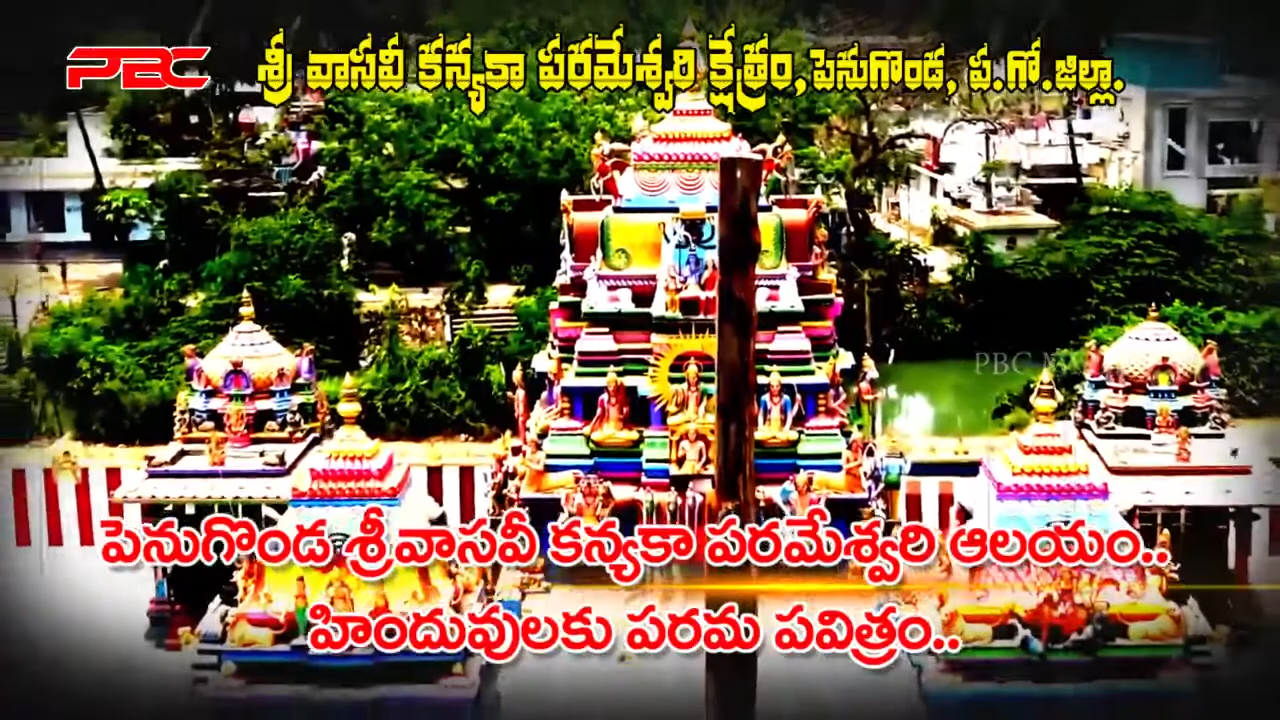 PBC శ్రీ వాసవీ కన్యకా పరమేశ్వరి క్షేత్రం, పెనుగొండ, ప.గో.జిల్లా.
PBC
పెనుగొండ శ్రీ వాసవీ కన్యకా పరమేశ్వరి ఆలయం..
హిందువులకు పరమ పవిత్రం..